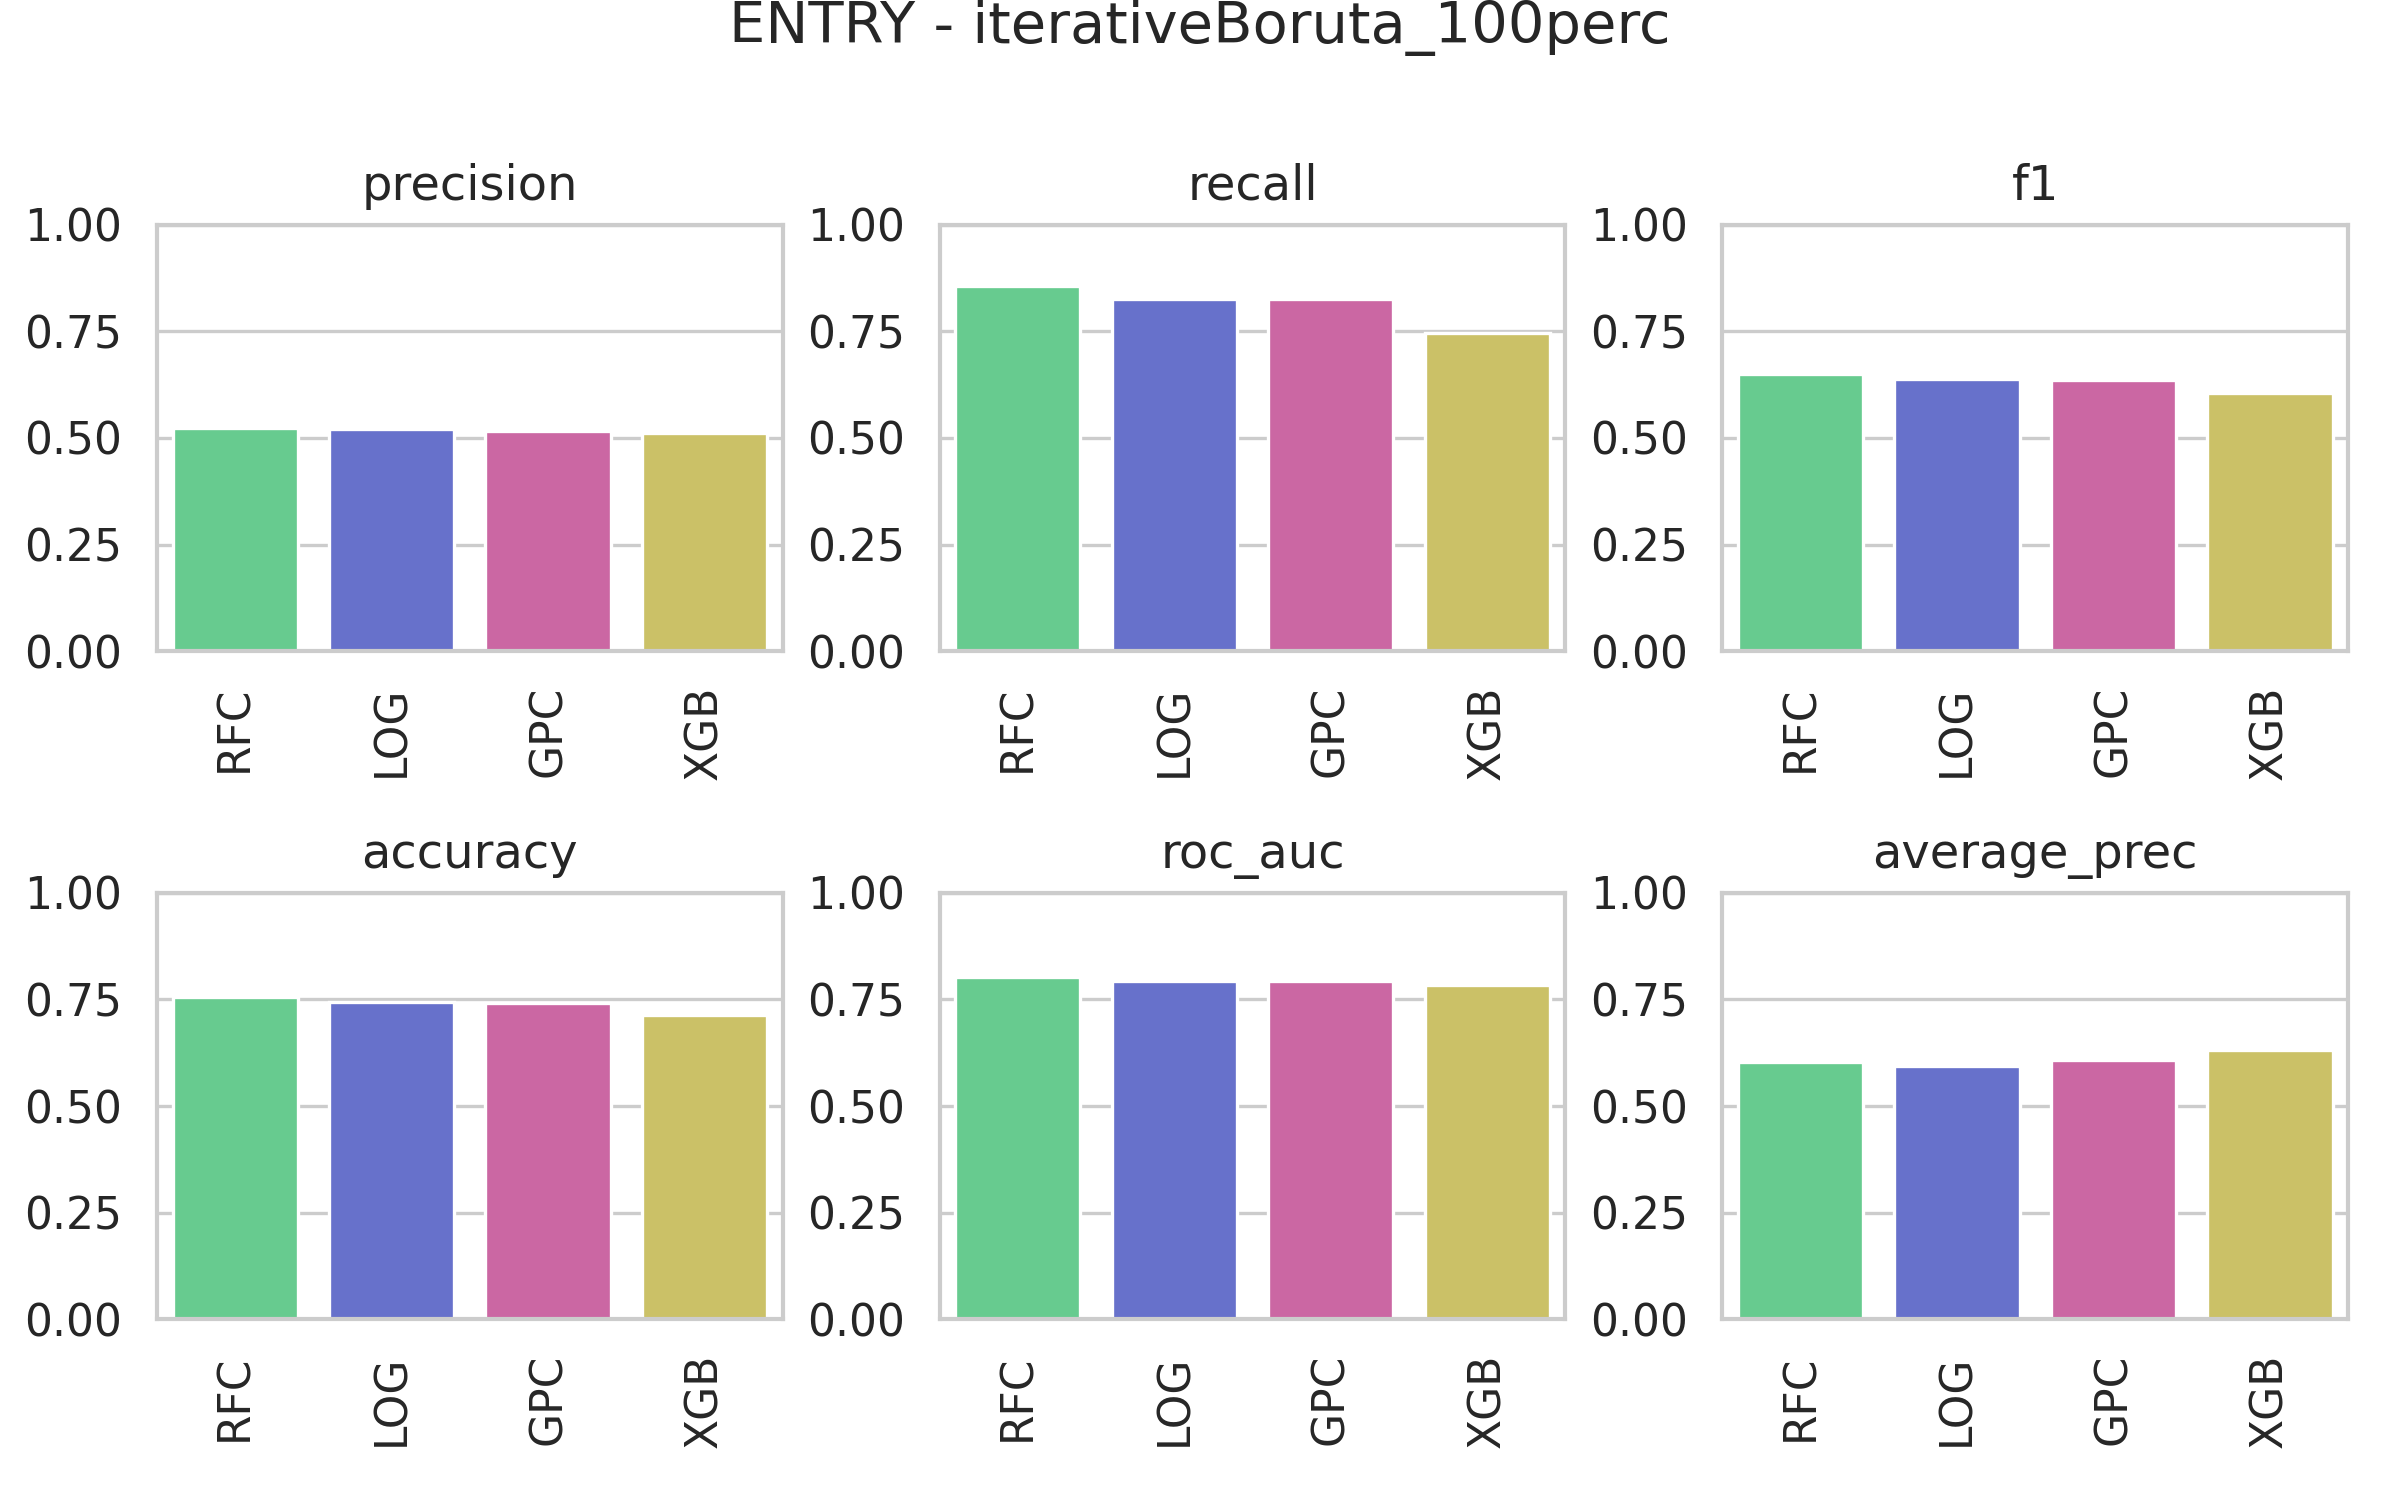 ENTRY - iterativeBoruta_100perc
precision
1.00
0.75
0.50
0.25
0.00
RFC
LOG
GPC
XGB
recall
1.00
0.75
0.50
0.25
0.00
RFC
LOG
GPC
XGB
f1
1.00
0.75
0.50
0.25
0.00
RFC
LOG
GPC
XGB
accuracy
1.00
0.75
0.50
0.25
0.00
RFC
LOG
GPC
XGB
roc_auc
1.00
0.75
0.50
0.25
0.00
RFC
LOG
GPC
XGB
average_prec
1.00
0.75
0.50
0.25
0.00
RFC
LOG
GPC
XGB